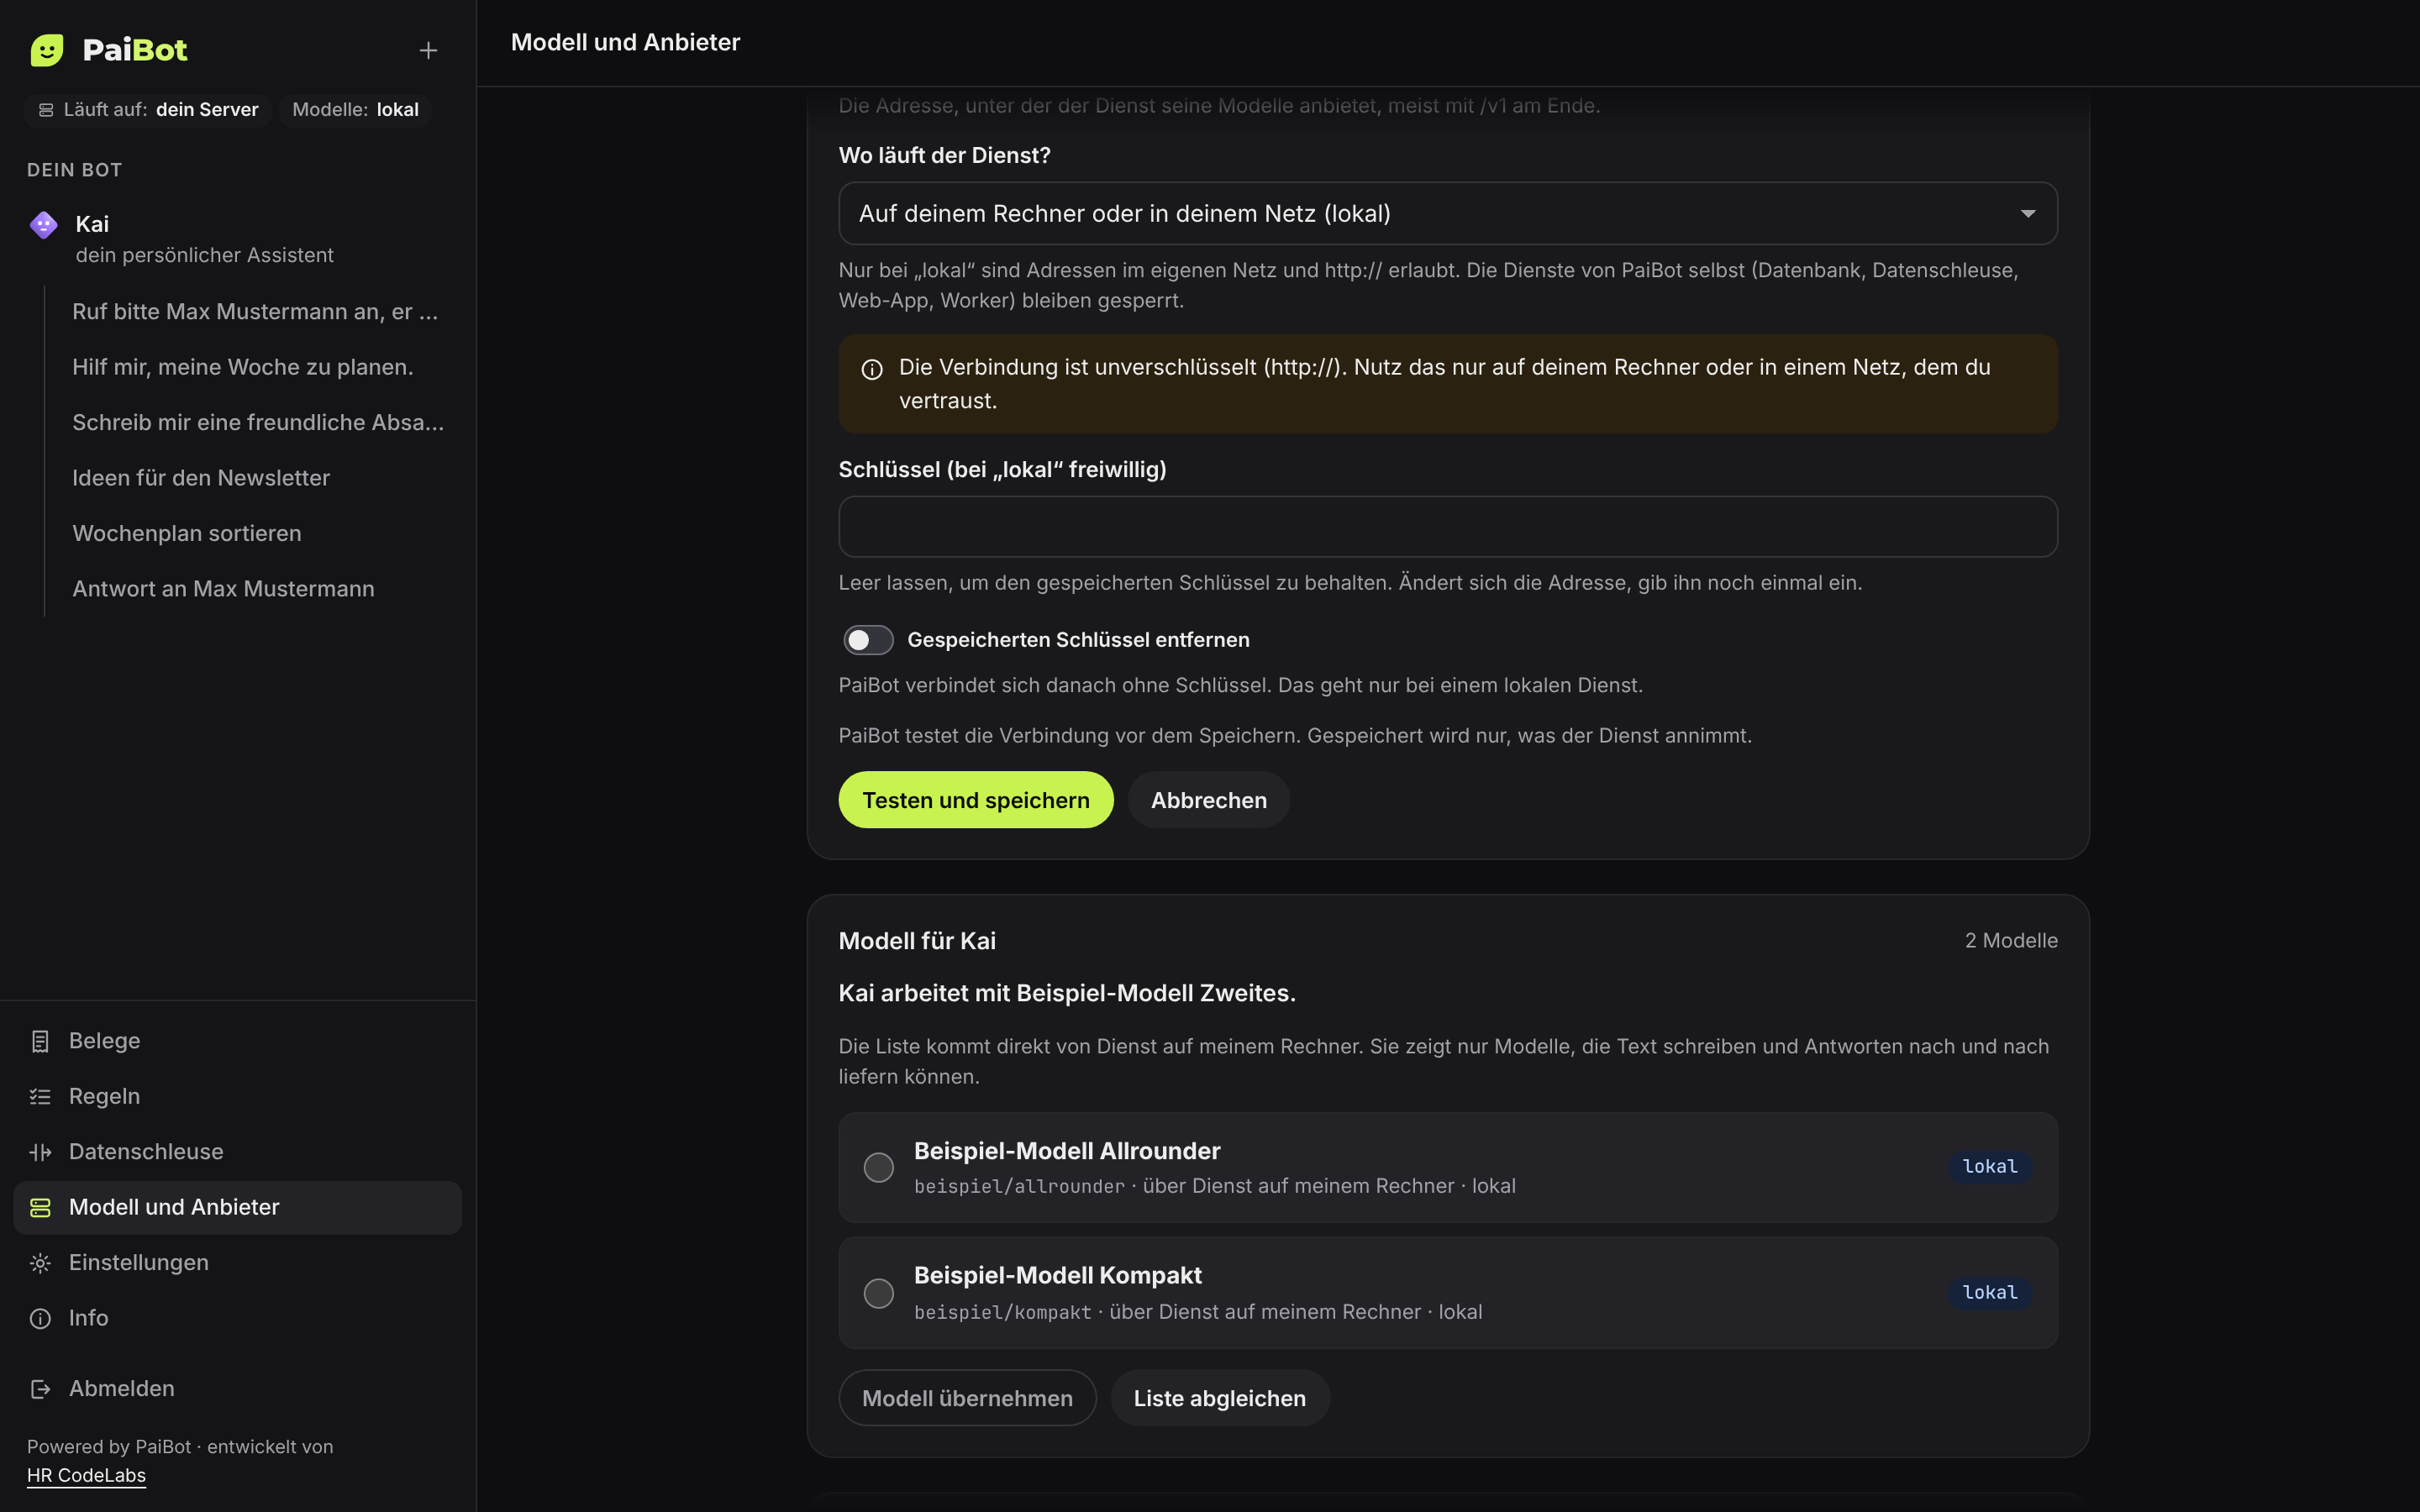 PaiBot
Läuft auf: dein Server
Modelle: lokal
DEIN BOT
Kai
dein persönlicher Assistent
Ruf bitte Max Mustermann an, er ...
Hilf mir, meine Woche zu planen.
Schreib mir eine freundliche Absa...
Ideen für den Newsletter
Wochenplan sortieren
Antwort an Max Mustermann
Belege
Regeln
Datenschleuse
Modell und Anbieter
Einstellungen
Info
Abmelden
Powered by PaiBot · entwickelt von
HR CodeLabs
Modell und Anbieter
Die Adresse, unter der der Dienst seine Modelle anbietet, meist mit /v1 am Ende.
Wo läuft der Dienst?
Auf deinem Rechner oder in deinem Netz (lokal)
Nur bei „lokal“ sind Adressen im eigenen Netz und http:// erlaubt. Die Dienste von PaiBot selbst (Datenbank, Datenschleuse,
Web-App, Worker) bleiben gesperrt.
Die Verbindung ist unverschlüsselt (http://). Nutz das nur auf deinem Rechner oder in einem Netz, dem du
vertraust.
Schlüssel (bei „lokal“ freiwillig)
Leer lassen, um den gespeicherten Schlüssel zu behalten. Ändert sich die Adresse, gib ihn noch einmal ein.
Gespeicherten Schlüssel entfernen
PaiBot verbindet sich danach ohne Schlüssel. Das geht nur bei einem lokalen Dienst.
PaiBot testet die Verbindung vor dem Speichern. Gespeichert wird nur, was der Dienst annimmt.
Testen und speichern
Abbrechen
Modell für Kai
2 Modelle
Kai arbeitet mit Beispiel-Modell Zweites.
Die Liste kommt direkt von Dienst auf meinem Rechner. Sie zeigt nur Modelle, die Text schreiben und Antworten nach und nach
liefern können.
Beispiel-Modell Allrounder
beispiel/allrounder · über Dienst auf meinem Rechner · lokal
lokal
Beispiel-Modell Kompakt
beispiel/kompakt · über Dienst auf meinem Rechner · lokal
lokal
Modell übernehmen
Liste abgleichen